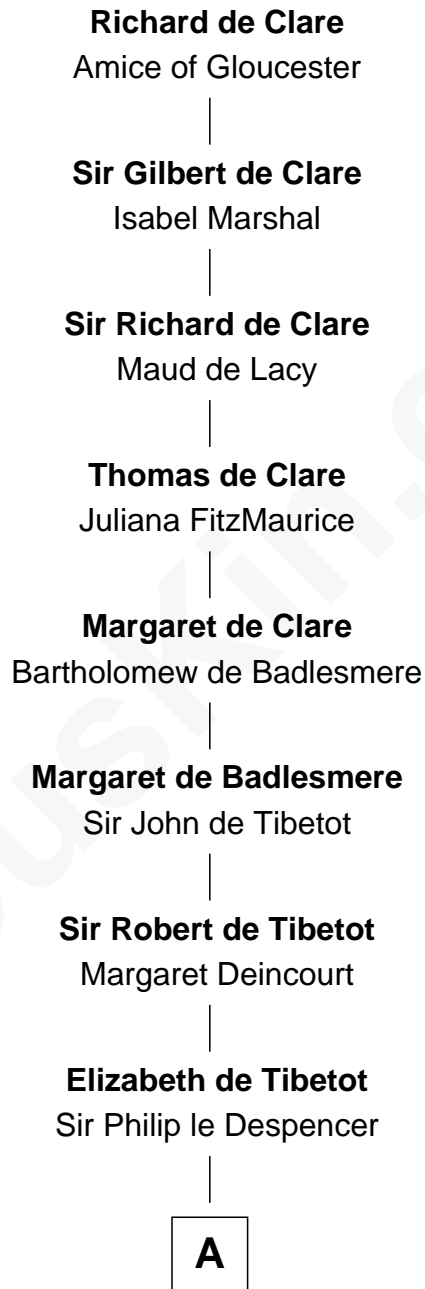 Richard de Clare
Amice of Gloucester
Sir Gilbert de Clare
Isabel Marshal
Sir Richard de Clare
Maud de Lacy
Thomas de Clare
Juliana FitzMaurice
Margaret de Clare
Bartholomew de Badlesmere
Margaret de Badlesmere
Sir John de Tibetot
Sir Robert de Tibetot
Margaret Deincourt
Elizabeth de Tibetot
Sir Philip le Despencer
A